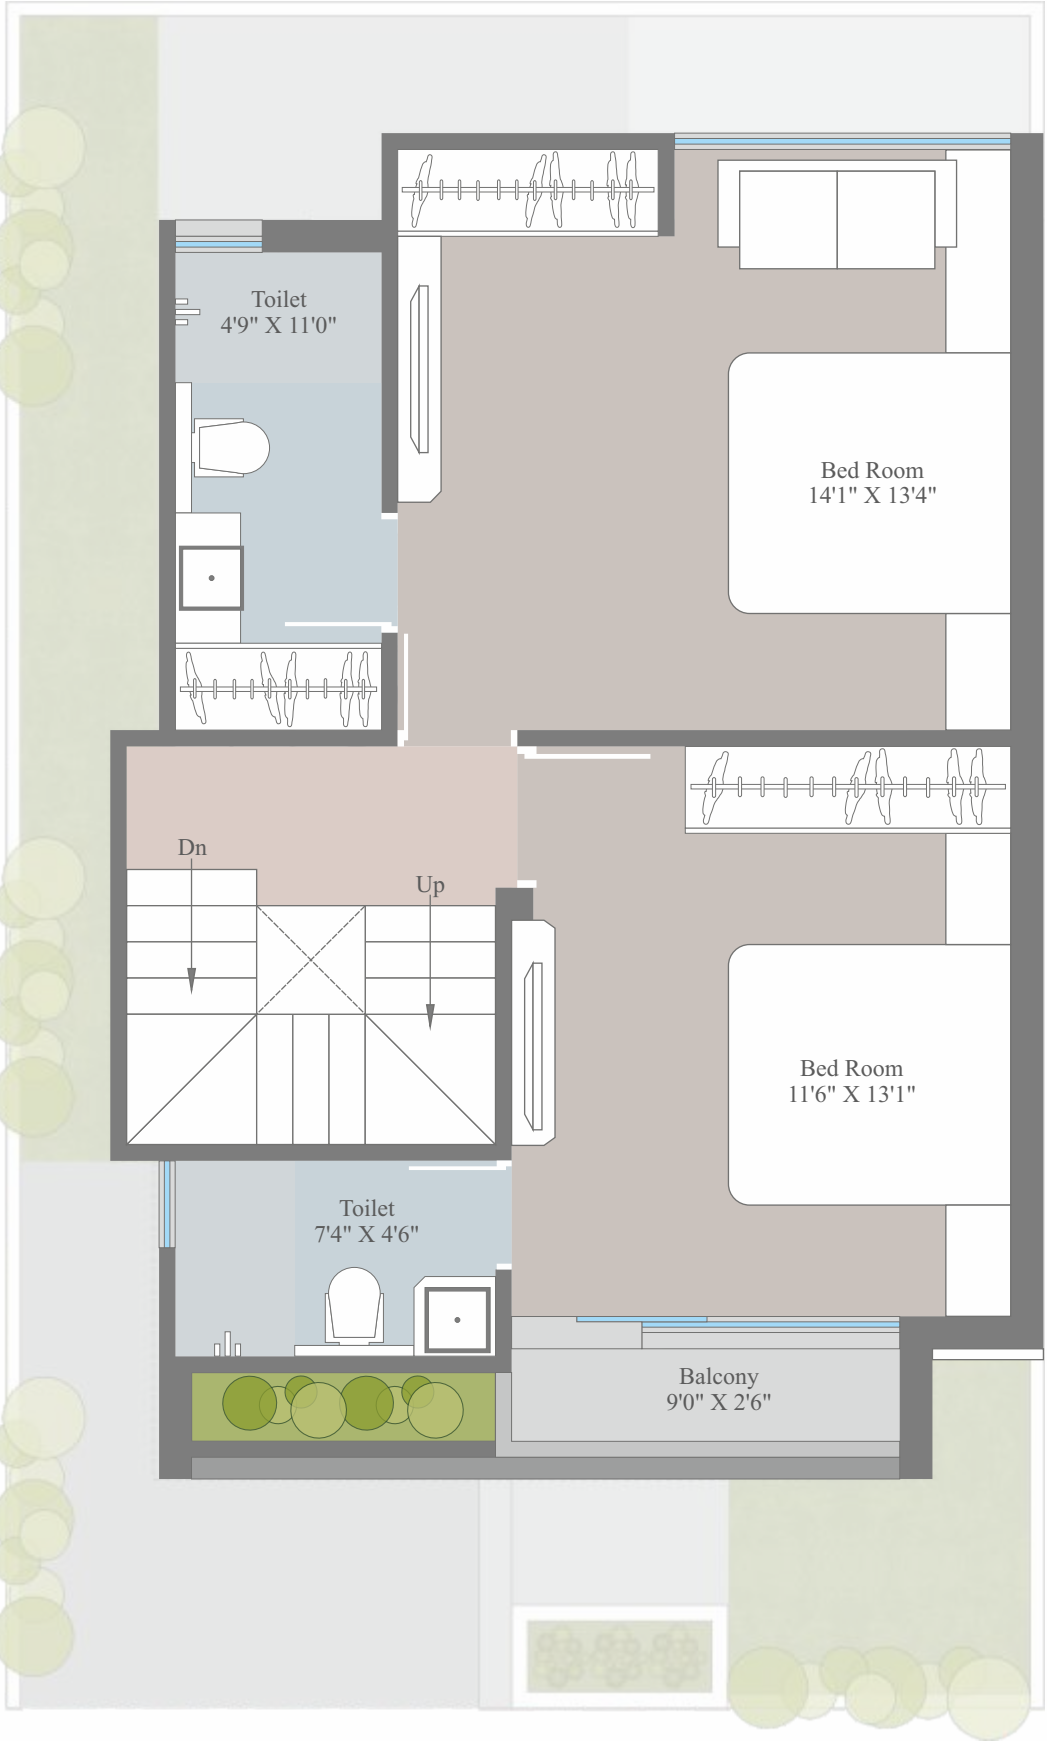 Toilet
4'9" X 11'0"
Bed Room
14'1" X 13'4"
Dn
Up
Bed Room
11'6" X 13'1"
Toilet
7'4" X 4'6"
Balcony
9'0" X 2'6"